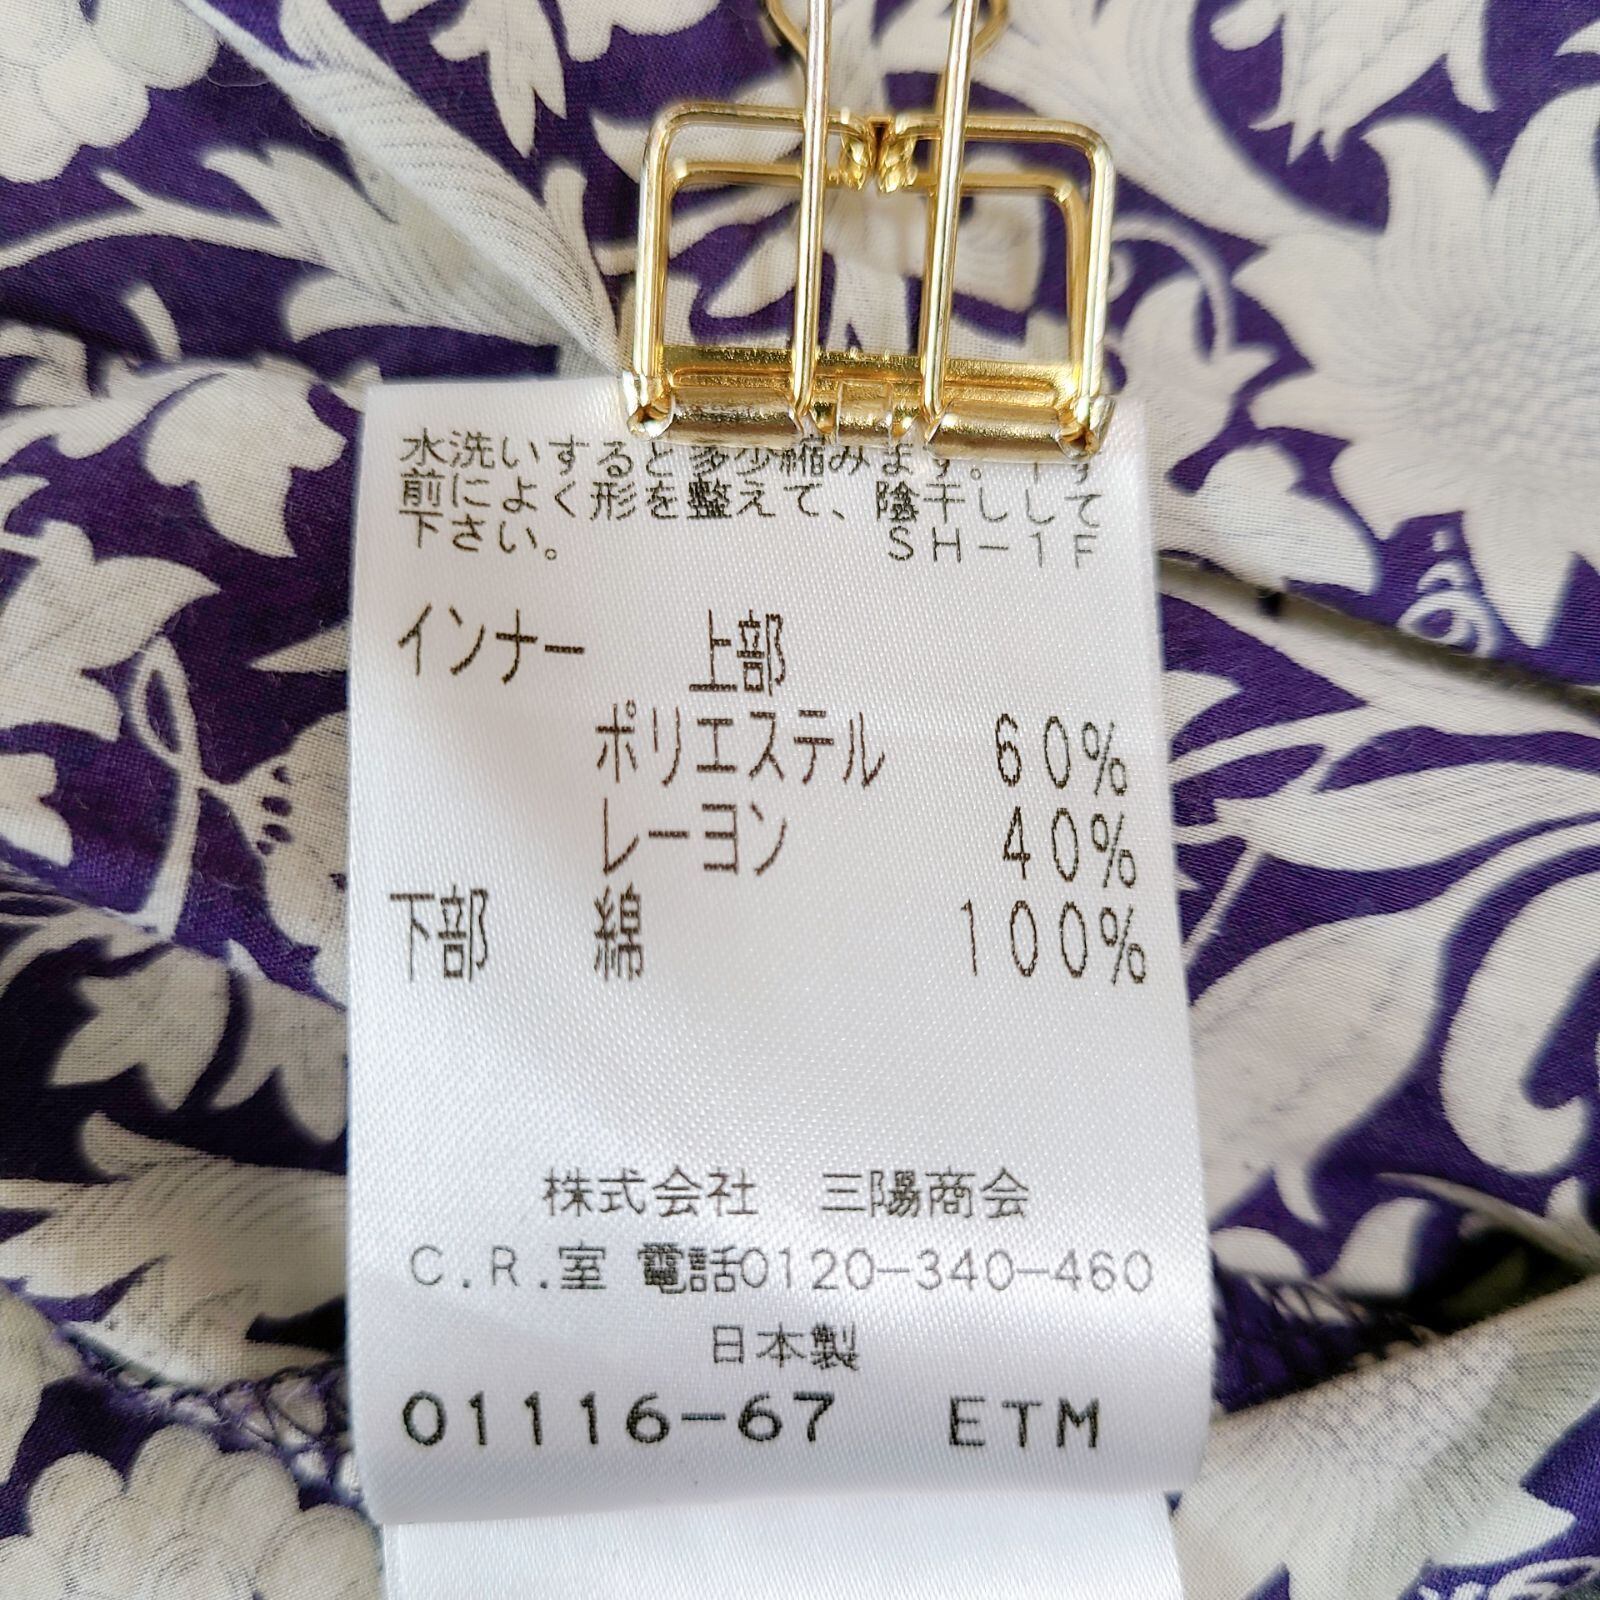 水洗いすると多少縮みます。干す
前によく形を整えて、陰干しして
下さい。 SH-1F
インナー 上部
ポリエステル 60%
レーヨン 40%
下部 綿 100%
株式会社 三陽商会
C.R.室 電話0120-340-460
日本製
01116-67 ETM